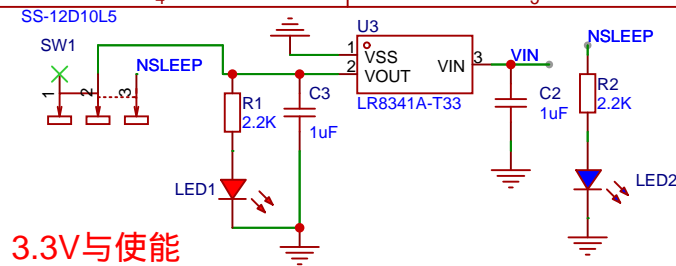 SS-12D10L5
SW1
NSLEEP
1
2
3
R1
2.2K
LED1
C3
1uF
U3
1
2
VSS
VOUT
VIN
3
LR8341A-T33
VIN
C2
1uF
NSLEEP
R2
2.2K
LED2
3.3V与使能